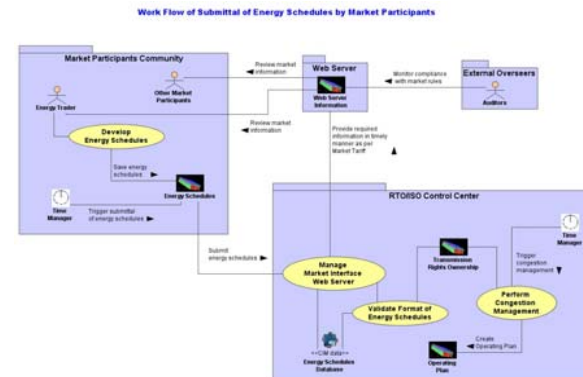 Work Flow of Submittal of Energy Schedules by Market Participants
Market Participants Community
Review market
information
Web Server
External Overseers
Monitor compliance
with market rules
Other Market
Participants
Energy Trader
Web Server
Information
Auditors
Review market
information
Develop
Energy Schedules
Provide required
information in timely
manner as per
Market Tariff
Save energy
schedules
Energy Schedules
Time
Manager
Trigger submittal
of energy schedules
RTO/ISO Control Center
Time
Manager
Submit
energy schedules
Manage
Market Interface
Web Server
Transmission
Rights Ownership
Trigger
congestion
management
Validate Format of
Energy Schedules
Perform
Congestion
Management
<<CIM data>>
Energy Schedules
Database
Create
Operating Plan
Operating
Plan